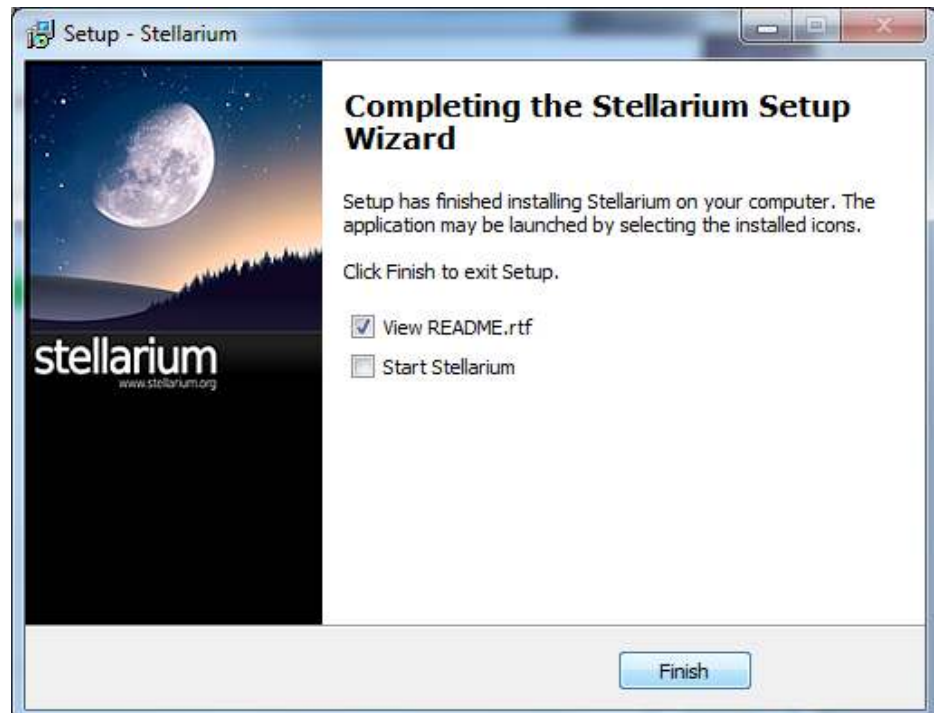 Setup - Stellarium
Completing the Stellarium Setup
Wizard
Setup has finished installing Stellarium on your computer. The
application may be launched by selecting the installed icons.
Click Finish to exit Setup.
View README.rtf
Start Stellarium
stellarium
www.stellarium.org
Finish